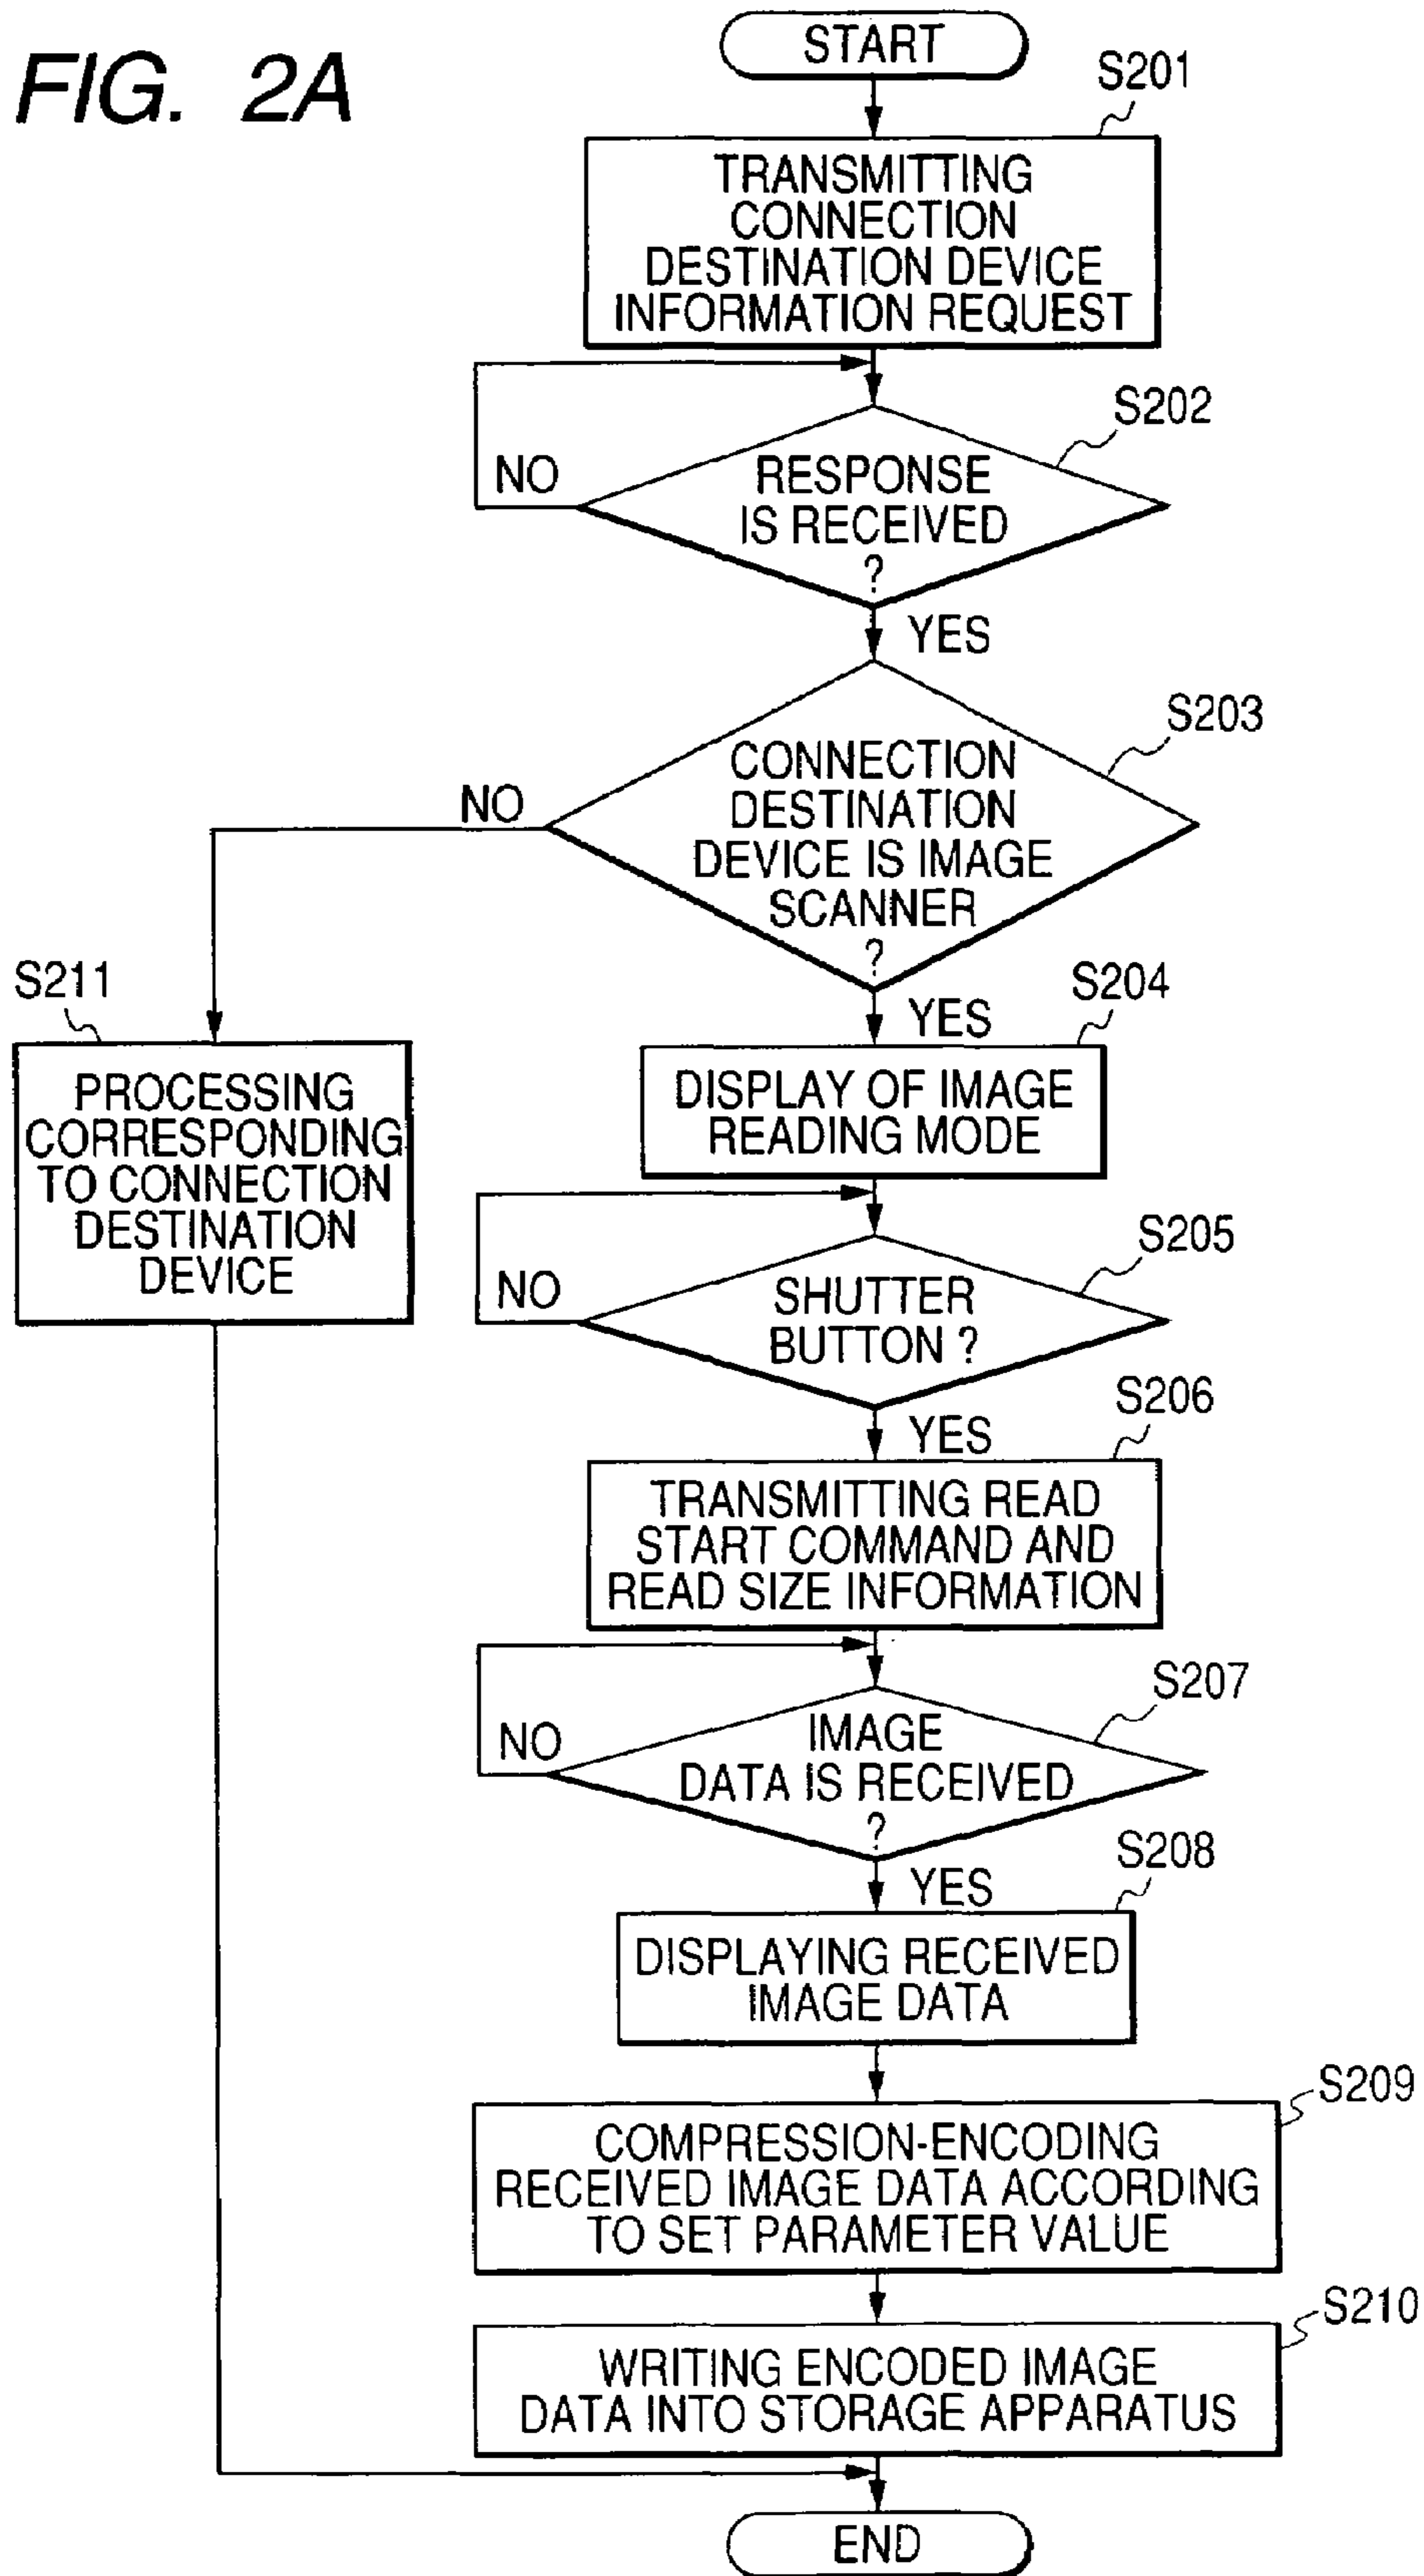 FIG. 2A
START
S201
TRANSMITTING
CONNECTION
DESTINATION DEVICE
INFORMATION REQUEST
S202
NO
RESPONSE
IS RECEIVED
?
YES
S203
NO
CONNECTION
DESTINATION
DEVICE IS IMAGE
SCANNER
?
YES
S211
PROCESSING
CORRESPONDING
TO CONNECTION
DESTINATION
DEVICE
S204
DISPLAY OF IMAGE
READING MODE
S205
NO
SHUTTER
BUTTON ?
YES
S206
TRANSMITTING READ
START COMMAND AND
READ SIZE INFORMATION
S207
NO
IMAGE
DATA IS RECEIVED
?
YES
S208
DISPLAYING RECEIVED
IMAGE DATA
S209
COMPRESSION-ENCODING
RECEIVED IMAGE DATA ACCORDING
TO SET PARAMETER VALUE
S210
WRITING ENCODED IMAGE
DATA INTO STORAGE APPARATUS
END